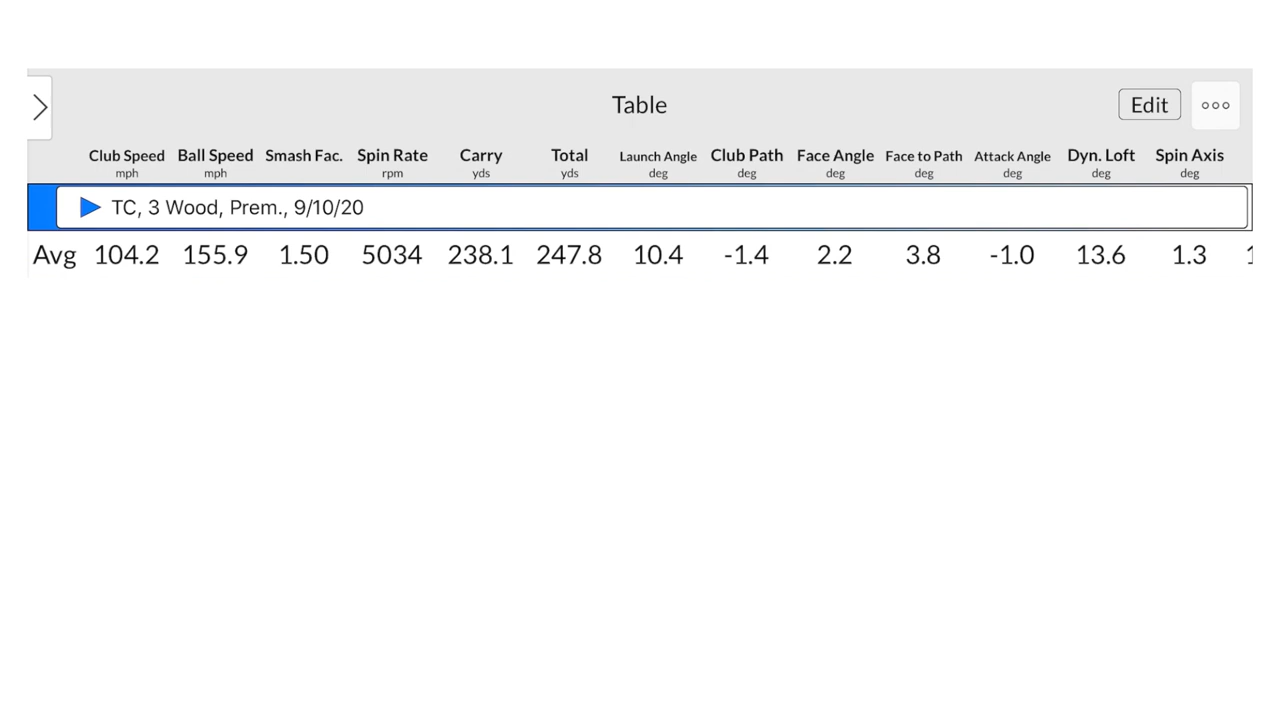 Table
Edit
Club Speed Ball Speed Smash Fac. Spin Rate Carry Total Launch Angle Club Path Face Angle Face to Path Attack Angle Dyn. Loft Spin Axis
mph mph rpm yds yds deg deg deg deg deg deg deg
TC, 3 Wood, Prem., 9/10/20
Avg 104.2 155.9 1.50 5034 238.1 247.8 10.4 -1.4 2.2 3.8 -1.0 13.6 1.3